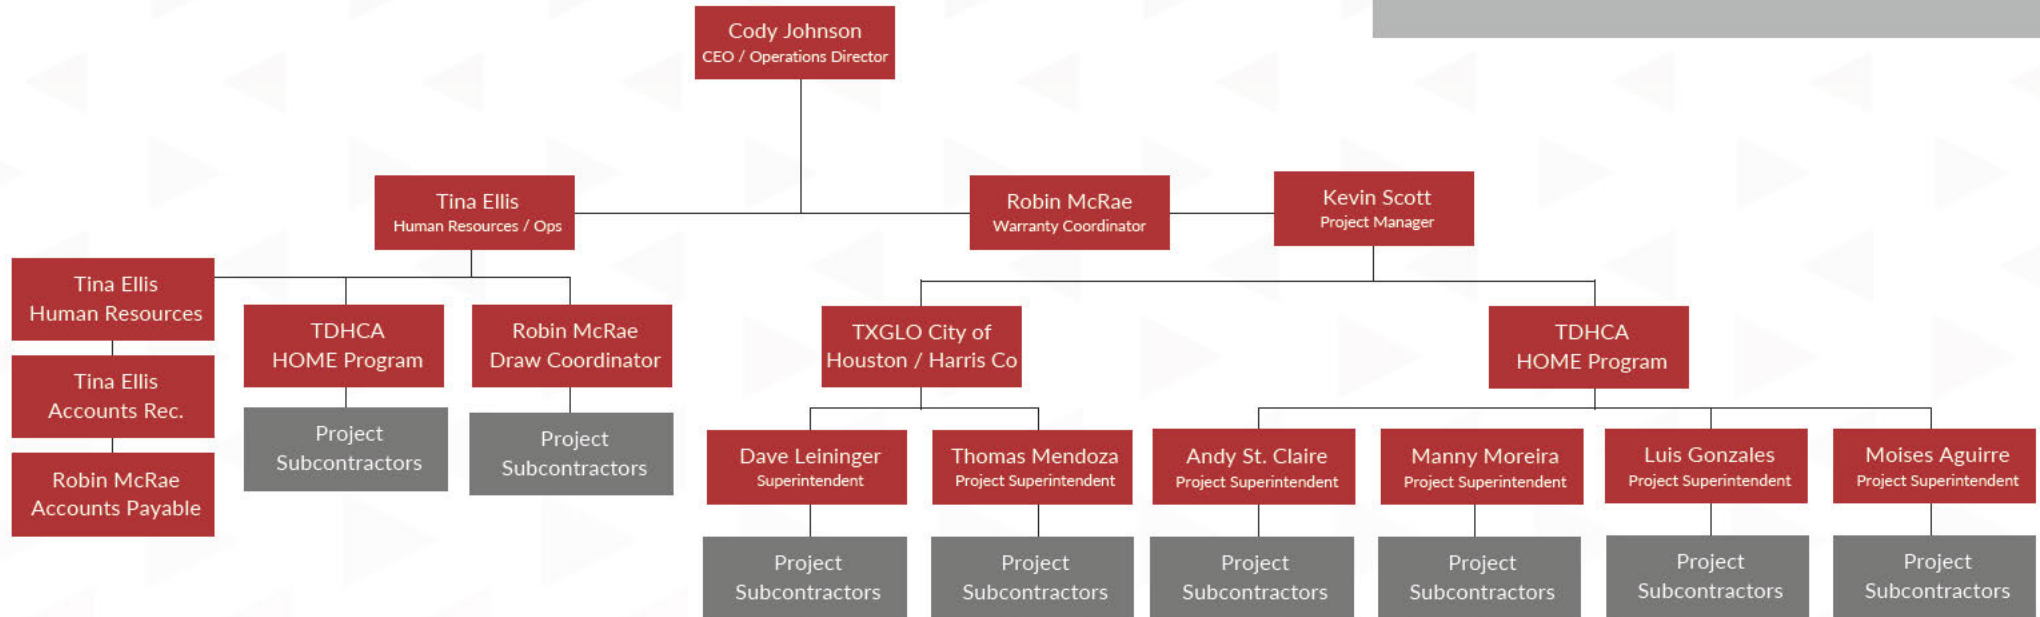 Cody Johnson
CEO / Operations Director
Tina Ellis
Human Resources / Ops
Robin McRae
Warranty Coordinator
Kevin Scott
Project Manager
Tina Ellis
Human Resources
Tina Ellis
Accounts Rec.
Robin McRae
Accounts Payable
TDHCA
HOME Program
Project
Subcontractors
Robin McRae
Draw Coordinator
Project
Subcontractors
TXGLO City of
Houston / Harris Co
TDHCA
HOME Program
Dave Leininger
Superintendent
Thomas Mendoza
Project Superintendent
Andy St. Claire
Project Superintendent
Manny Moreira
Project Superintendent
Luis Gonzales
Project Superintendent
Moises Aguirre
Project Superintendent
Project
Subcontractors
Project
Subcontractors
Project
Subcontractors
Project
Subcontractors
Project
Subcontractors
Project
Subcontractors